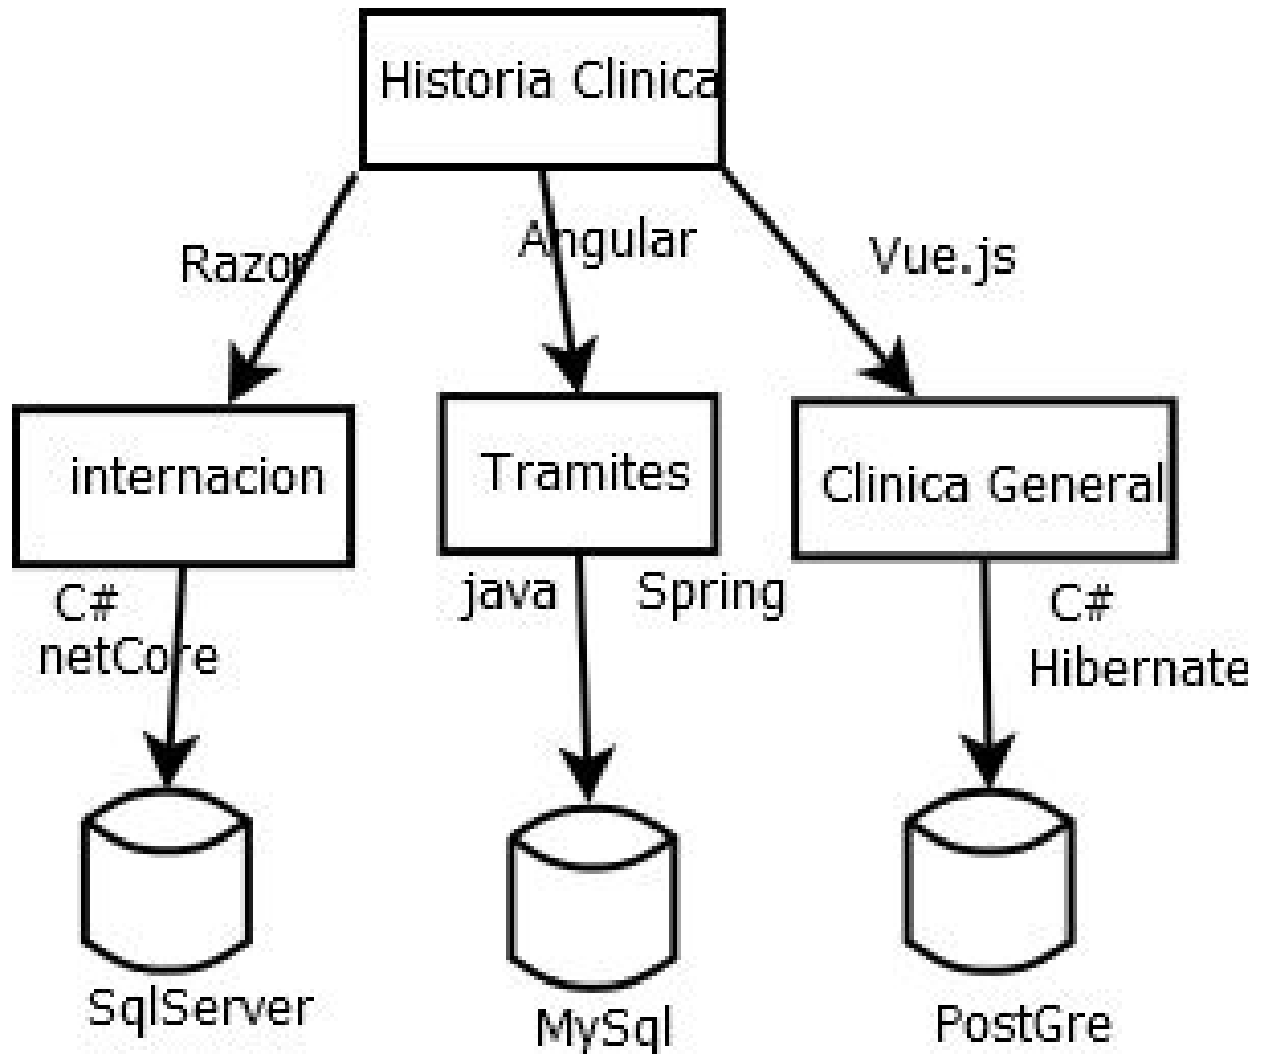 Historia Clinica
Razor
Angular
Vue.js
internacion
Tramites
Clinica General
C#
netCore
java
Spring
C#
Hibernate
SqlServer
MySql
PostGre